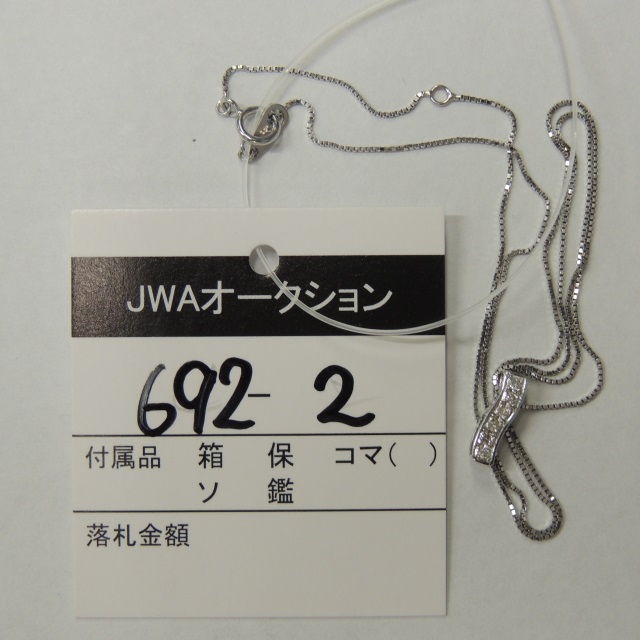 JWAオークション
692-2
付属品 箱 保 コマ( )
ソ 鑑
落札金額